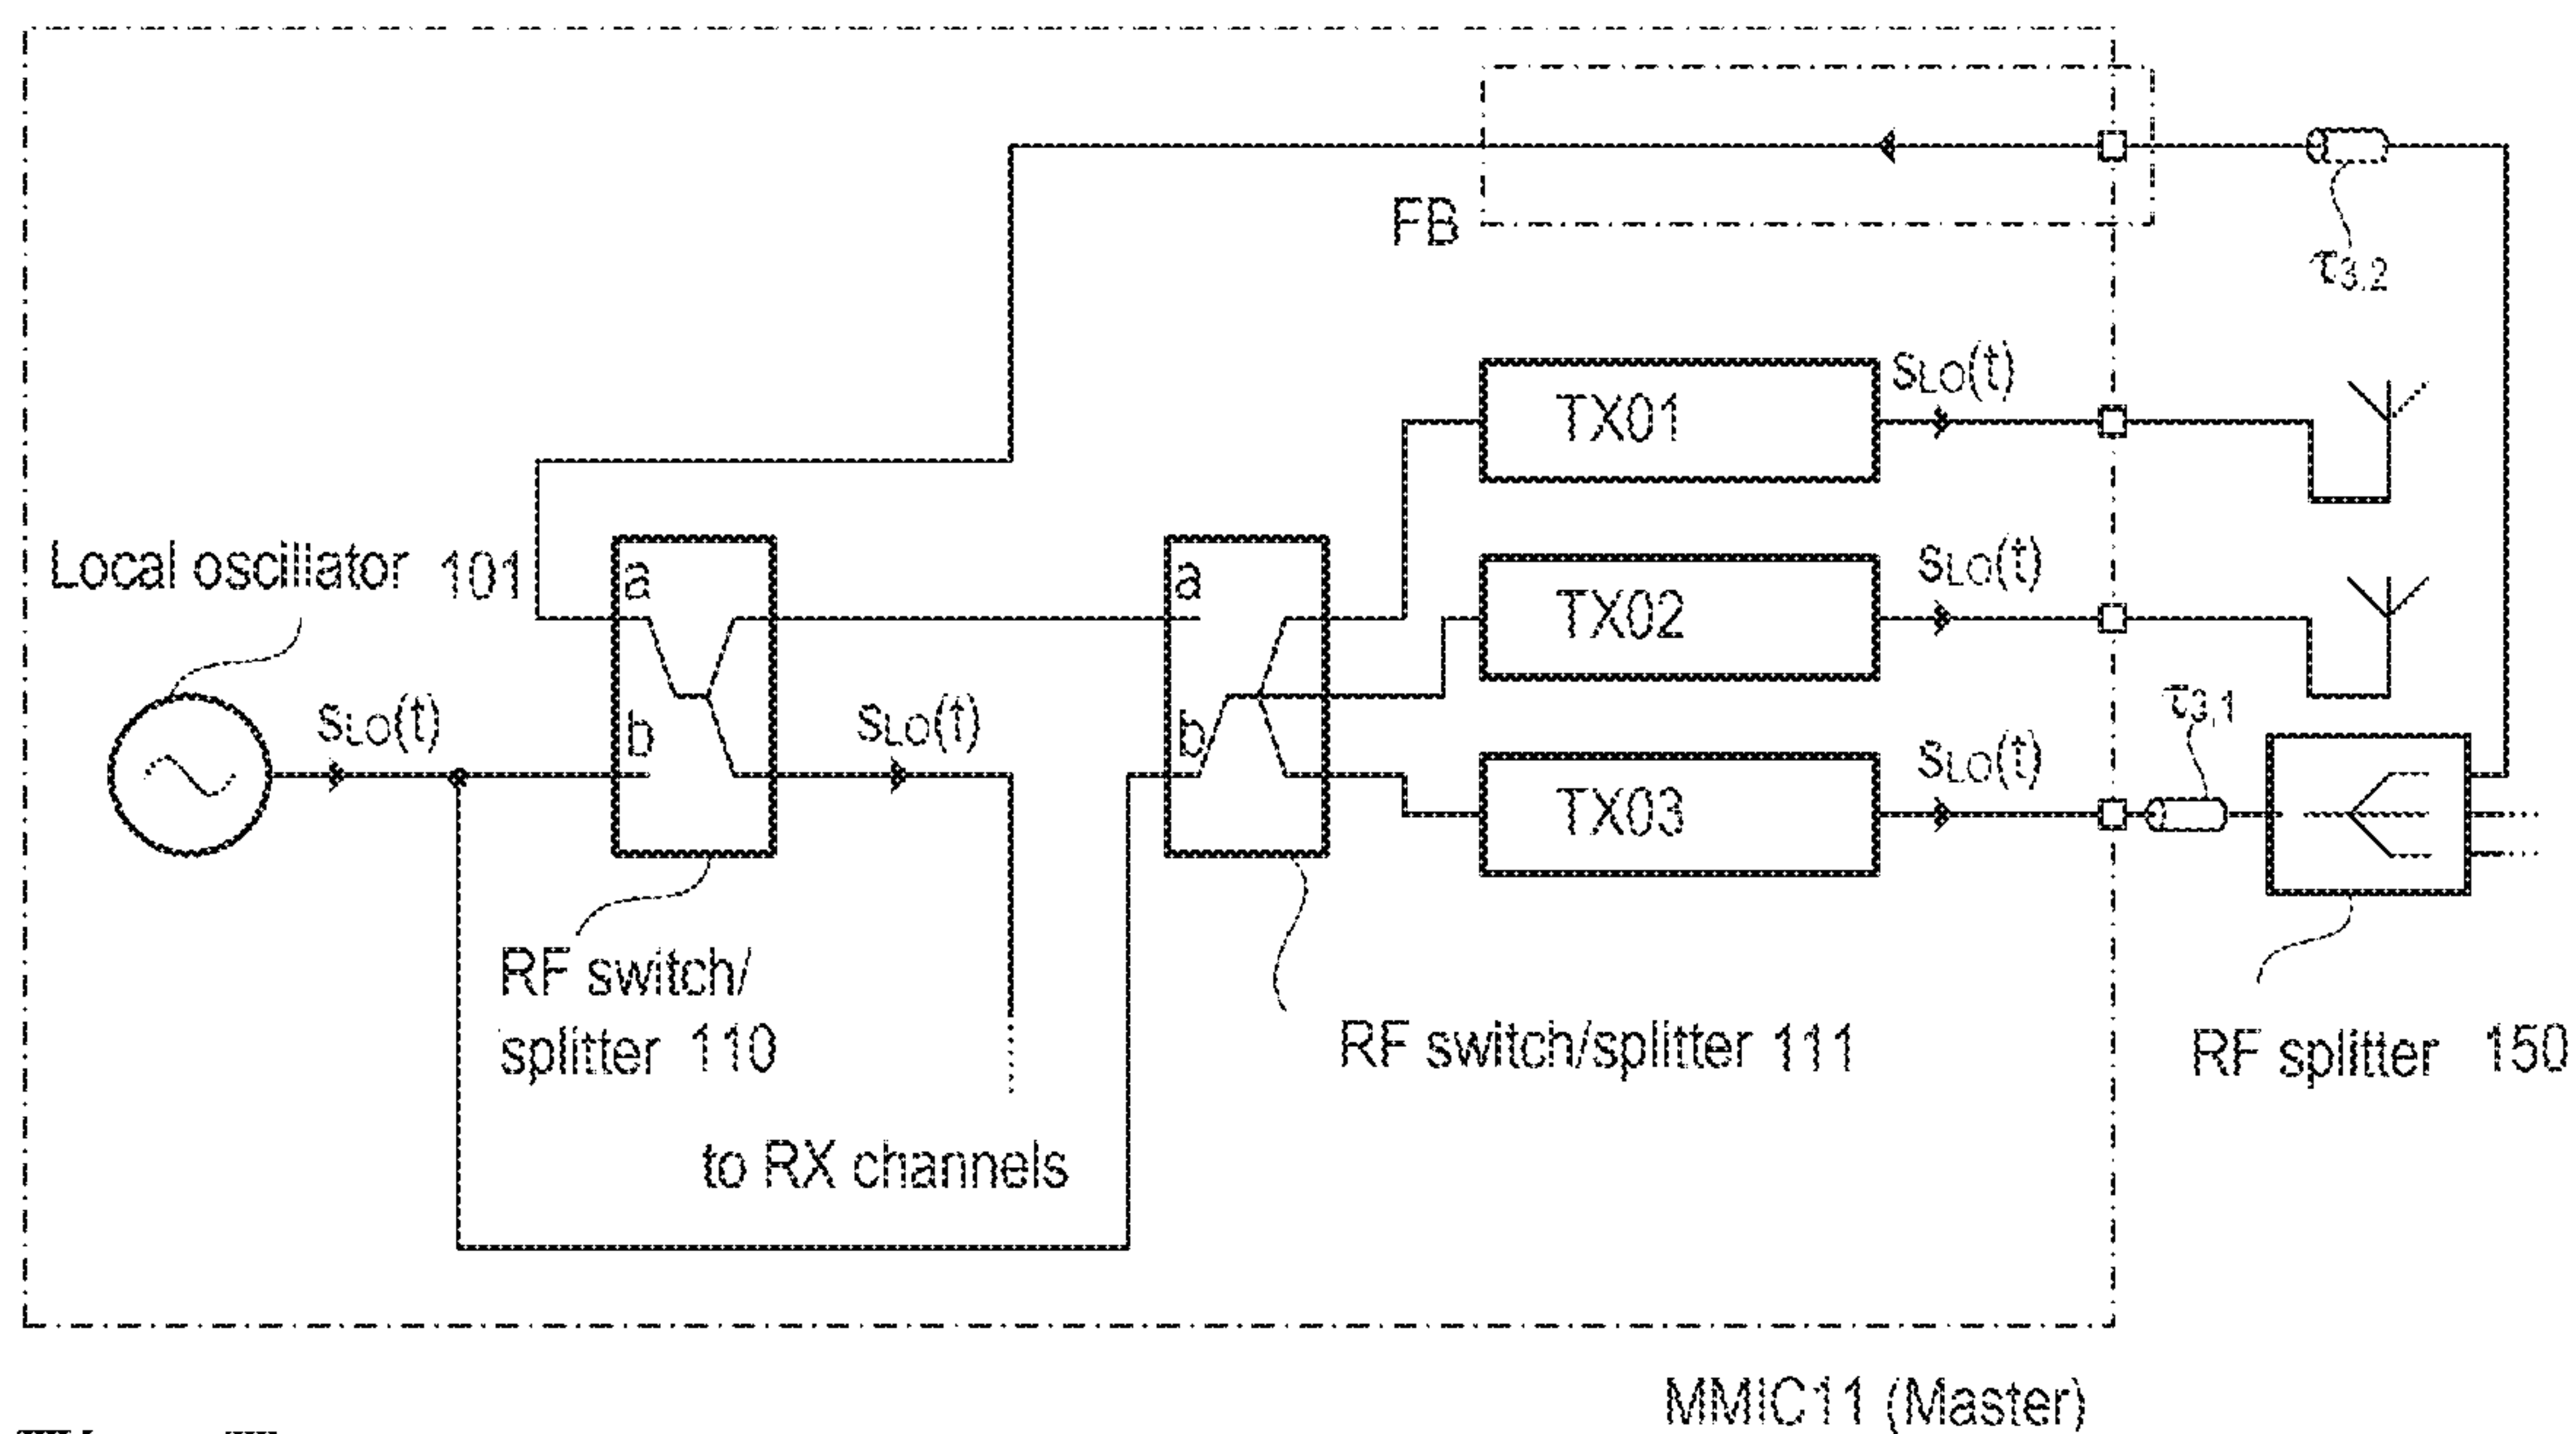 FB
τ3,2
sLO(t)
TX01
Local oscillator 101
a
a
sLO(t)
TX02
sLO(t)
b
sLO(t)
b
τ3,1
sLO(t)
TX03
RF switch/
splitter 110
RF switch/splitter 111
RF splitter 150
to RX channels
MMIC11 (Master)